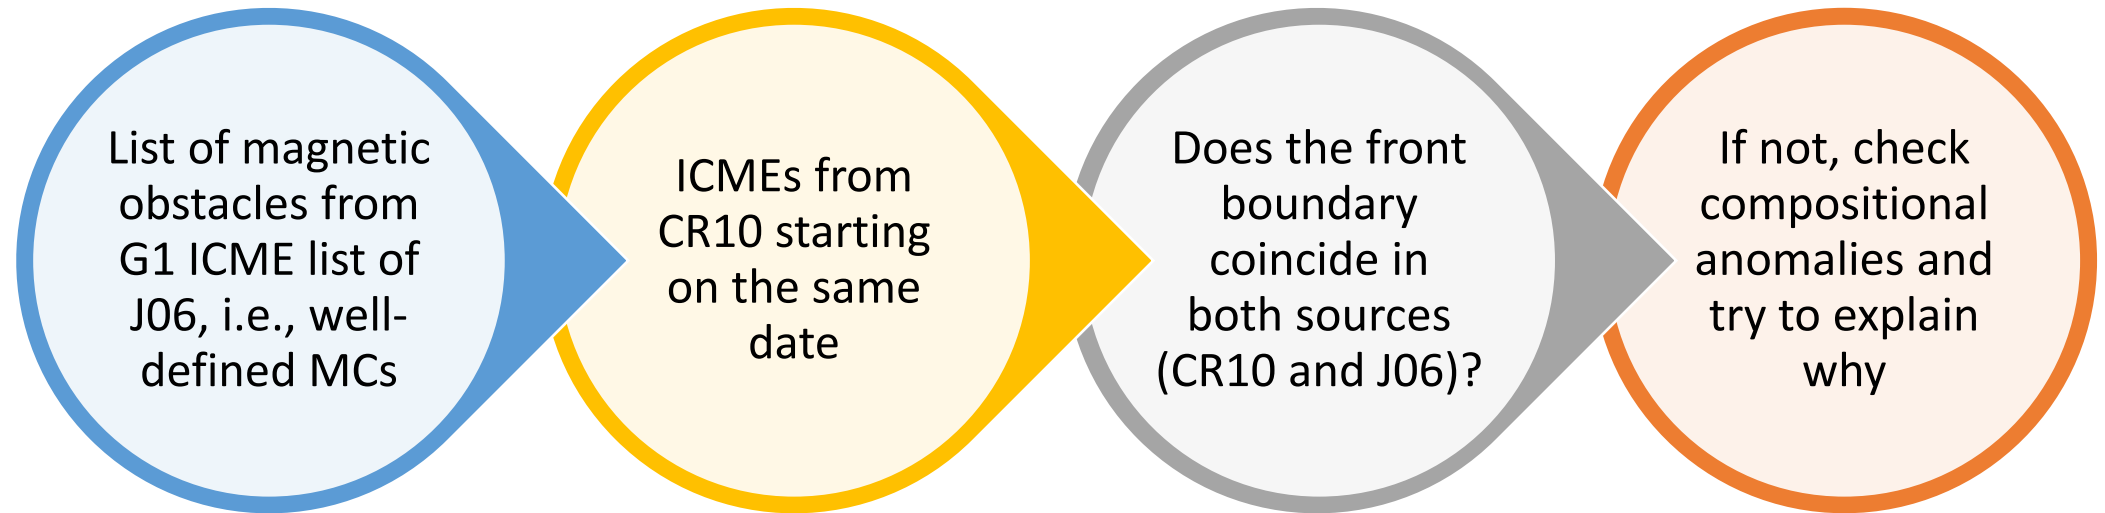 List of magnetic
obstacles from
G1 ICME list of
J06, i.e., well-
defined MCs
ICMEs from
CR10 starting
on the same
date
Does the front
boundary
coincide in
both sources
(CR10 and J06)?
If not, check
compositional
anomalies and
try to explain
why